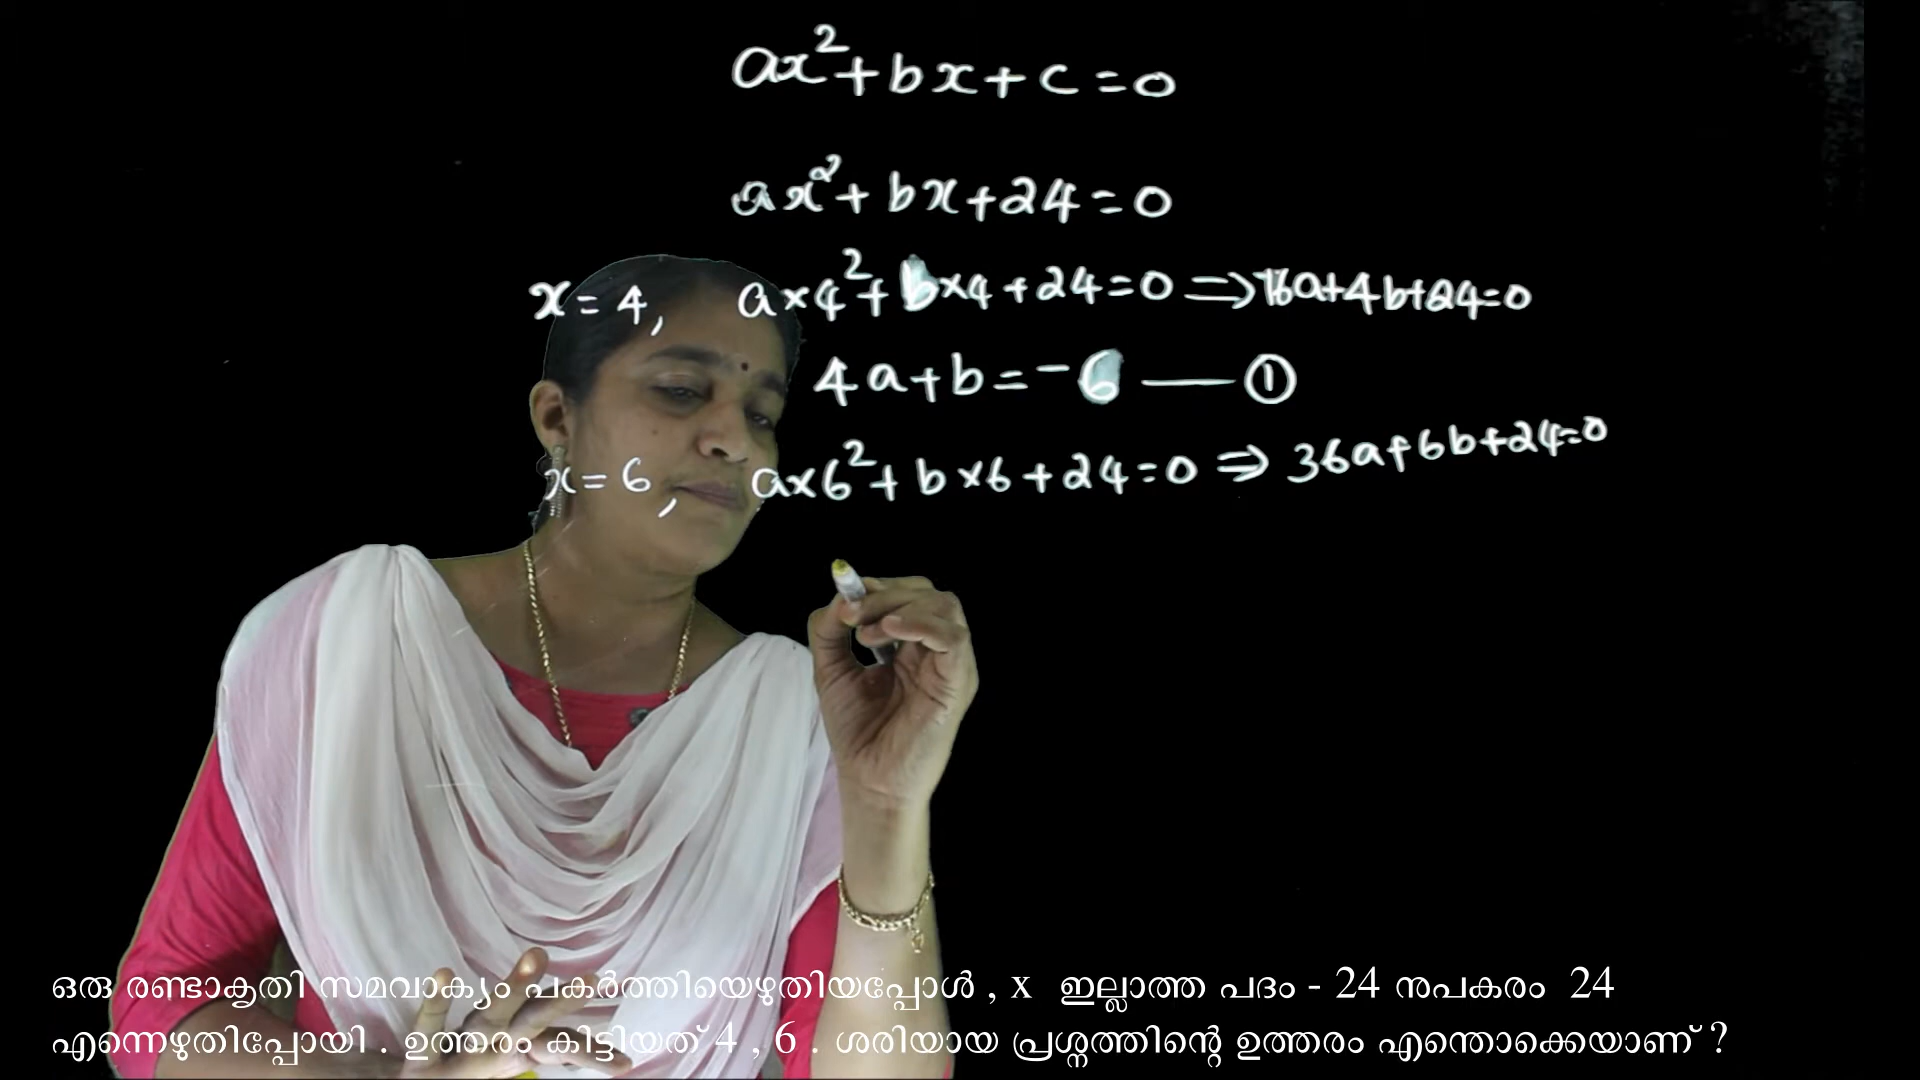 ax²+bx+c=0
ax²+bx+24=0
x=4, a×4²+b×4+24=0 ⇒16a+4b+24=0
4a+b=-6 — ①
x=6, a×6²+b×6+24=0 ⇒ 36a+6b+24=0
ഒരു രണ്ടാകൃതി സമവാക്യം പകർത്തിയെഴുതിയപ്പോൾ , x ഇല്ലാത്ത പദം - 24 നുപകരം 24
എന്നെഴുതിപ്പോയി . ഉത്തരം കിട്ടിയത് 4 , 6 . ശരിയായ പ്രശ്നത്തിന്റെ ഉത്തരം എന്തൊക്കെയാണ് ?